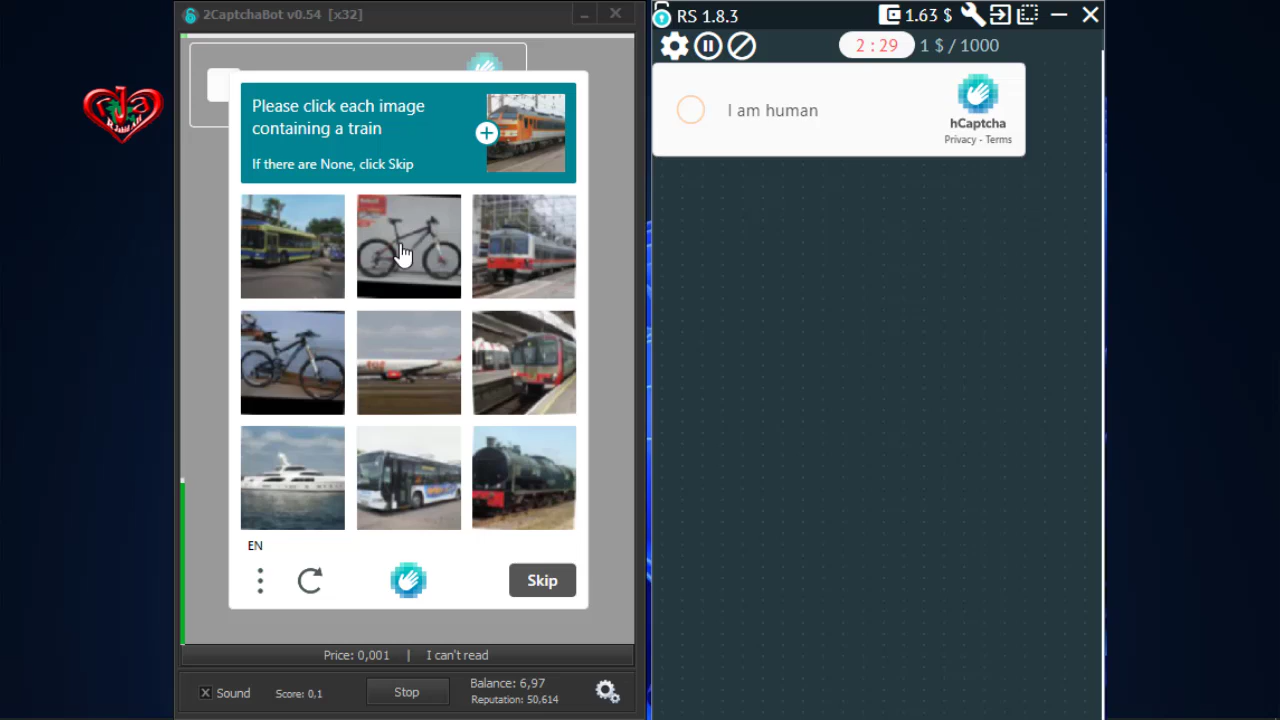 2CaptchaBot v0.54 [x32]
Please click each image
containing a train
If there are None, click Skip
EN
Skip
Price: 0,001 | I can't read
Sound
Score: 0,1
Stop
Balance: 6,97
Reputation: 50,614
RS 1.8.3
1.63 $
2 : 29
1 $ / 1000
I am human
hCaptcha
Privacy - Terms